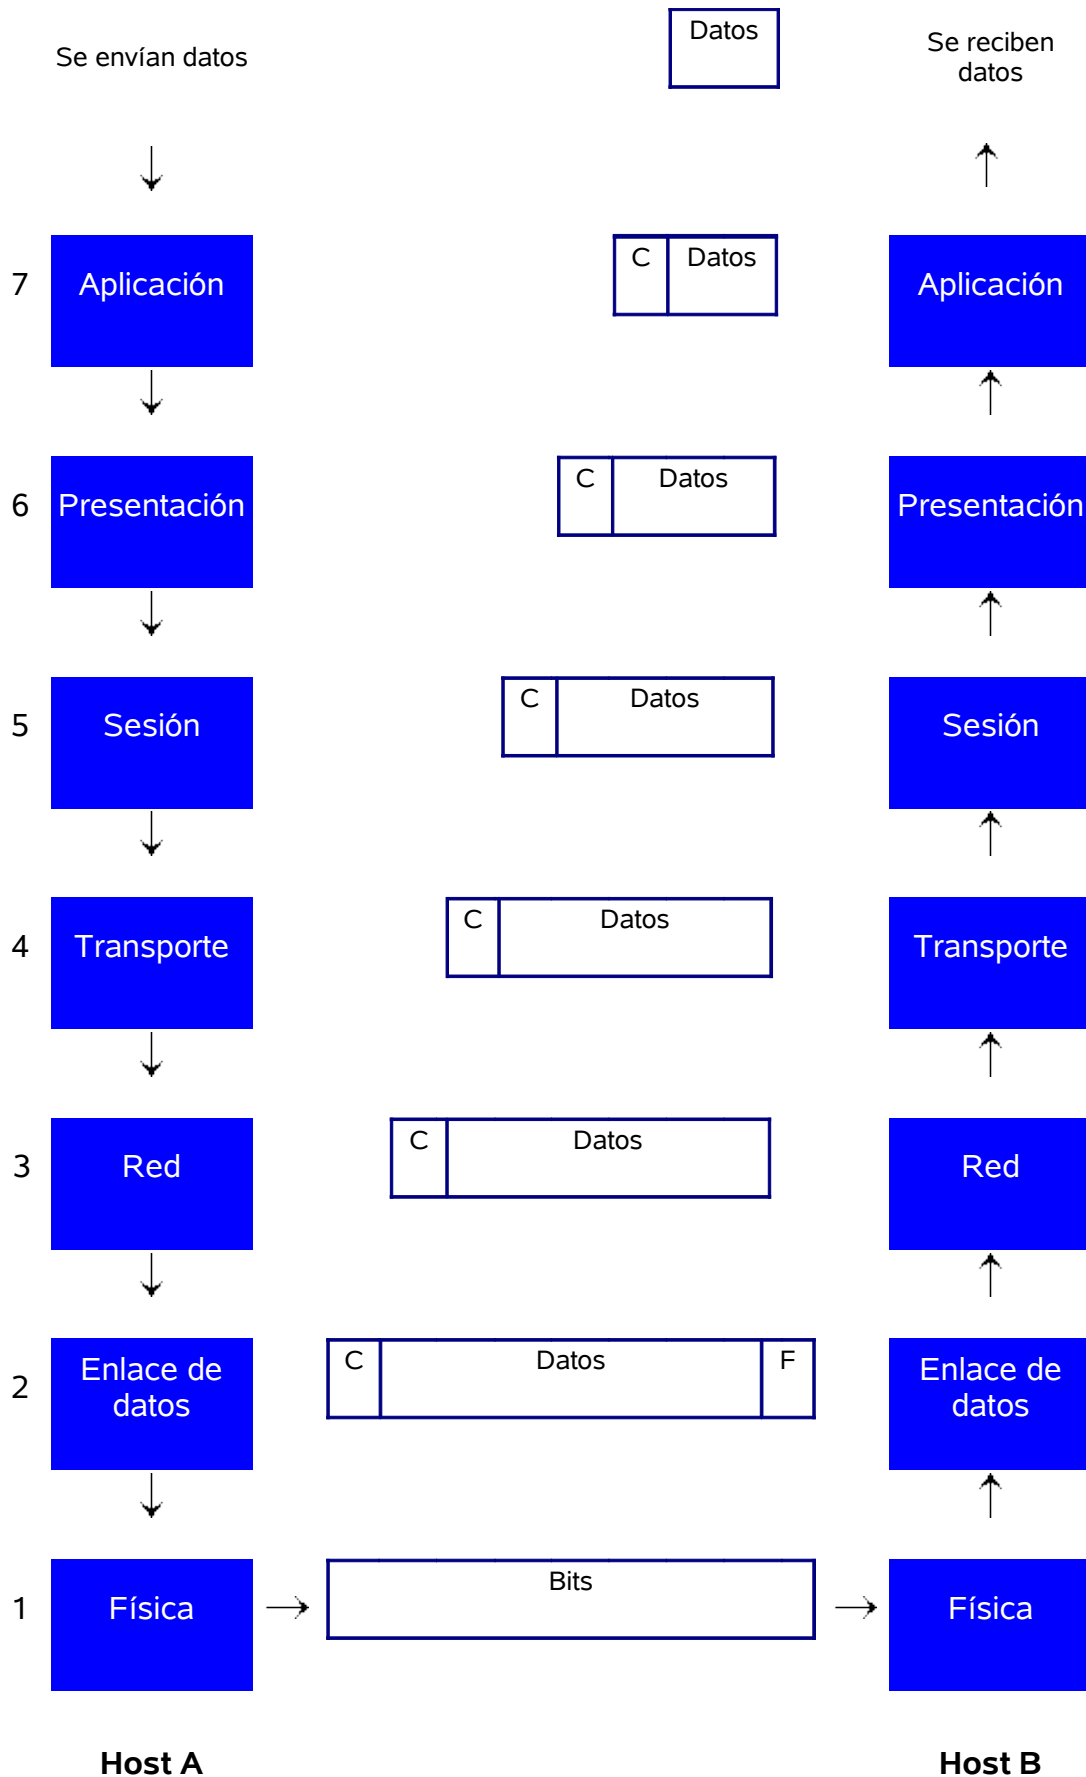 Se envían datos
Datos
Se reciben
datos
7
Aplicación
C
Datos
Aplicación
6
Presentación
C
Datos
Presentación
5
Sesión
C
Datos
Sesión
4
Transporte
C
Datos
Transporte
3
Red
C
Datos
Red
2
Enlace de
datos
C
Datos
F
Enlace de
datos
1
Física
Bits
Física
Host A
Host B